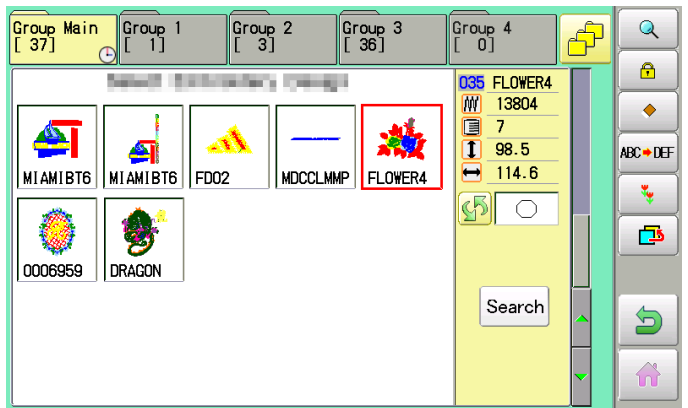 Group Main
[ 37]
Group 1
[ 1]
Group 2
[ 3]
Group 3
[ 36]
Group 4
[ 0]
035 FLOWER4
13804
7
98.5
114.6
MIAMIBT6
MIAMIBT6
FD02
MDCCLMMP
FLOWER4
0006959
DRAGON
Search
ABC DEF